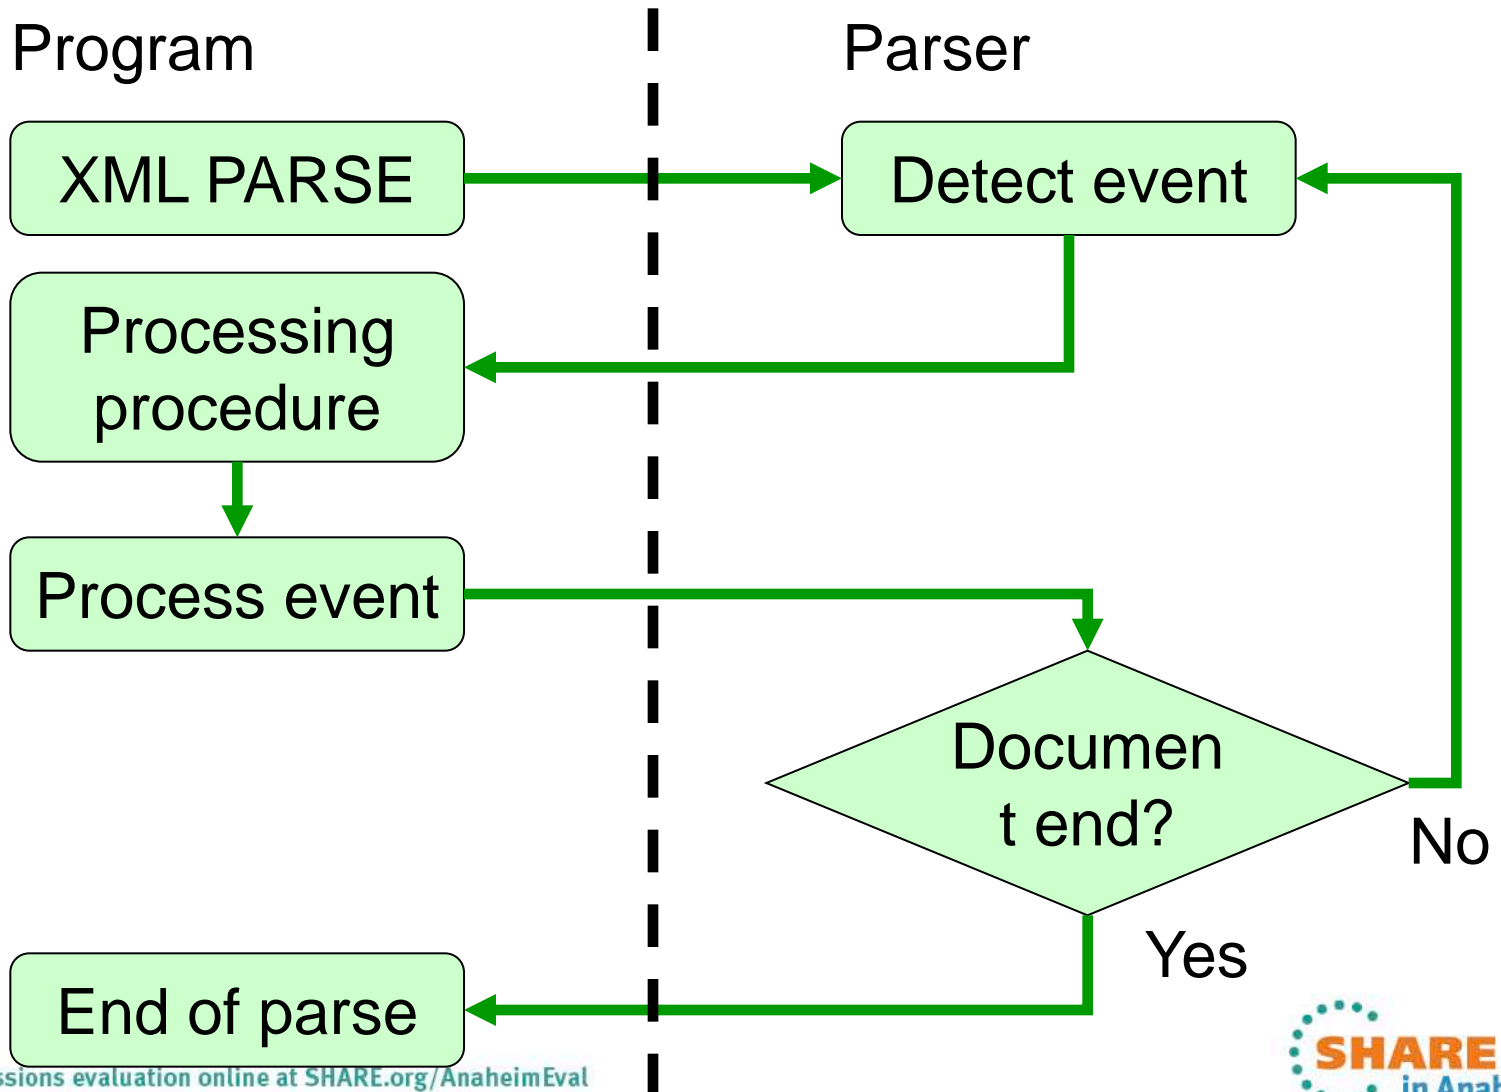 Program
Parser
XML PARSE
Detect event
Processing
procedure
Process event
Documen
t end?
No
Yes
End of parse
evaluation online at SHARE.org/AnaheimEval
SHARE
in